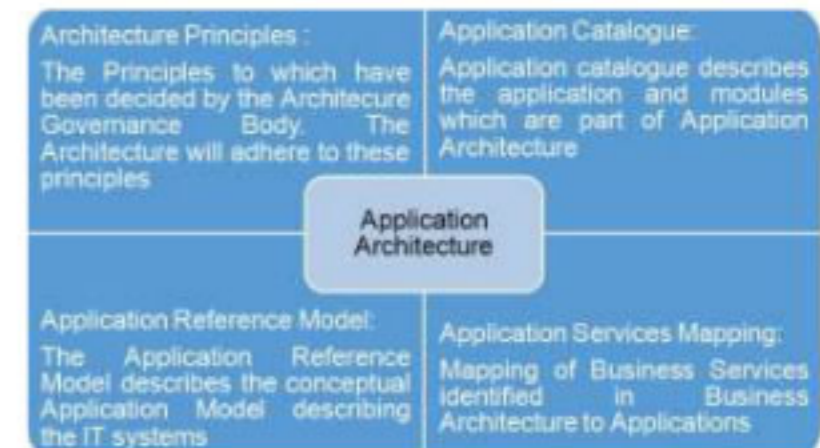 Architecture Principles :
The Principles to which have
been decided by the Architecure
Governance Body. The
Architecture will adhere to these
principles
Application Catalogue:
Application catalogue describes
the application and modules
which are part of Application
Architecture
Application
Architecture
Application Reference Model:
The Application Reference
Model describes the conceptual
Application Model describing
the IT systems
Application Services Mapping:
Mapping of Business Services
identified in Business
Architecture to Applications